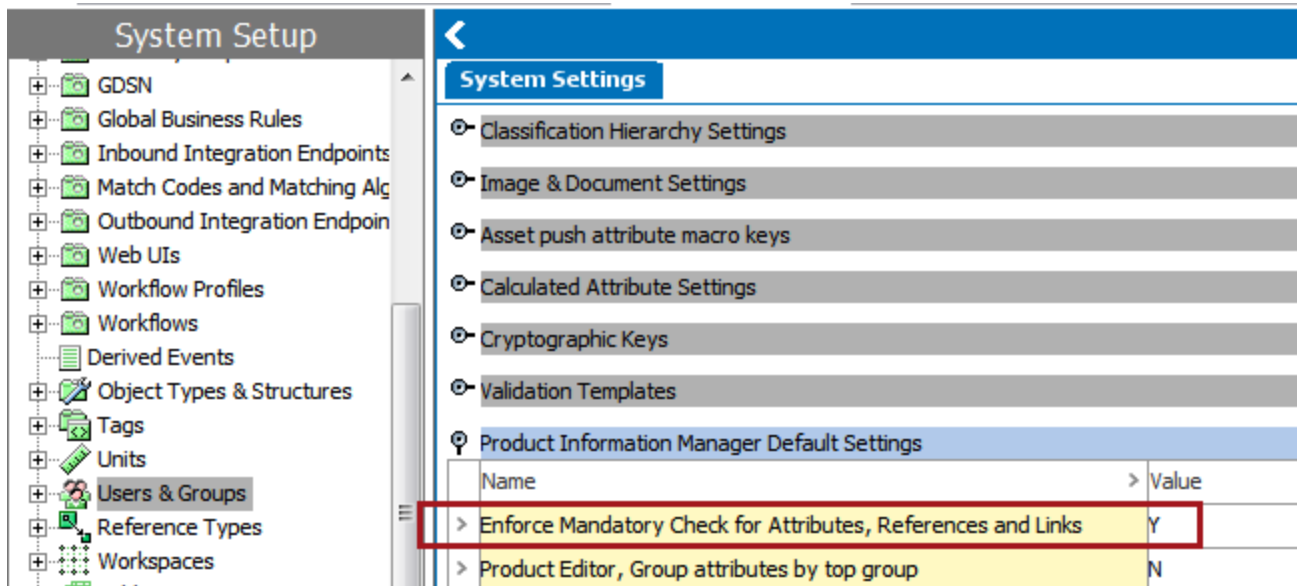 System Setup
GDSN
Global Business Rules
Inbound Integration Endpoints
Match Codes and Matching Alg
Outbound Integration Endpoin
Web UIs
Workflow Profiles
Workflows
Derived Events
Object Types & Structures
Tags
Units
Users & Groups
Reference Types
Workspaces
System Settings
Classification Hierarchy Settings
Image & Document Settings
Asset push attribute macro keys
Calculated Attribute Settings
Cryptographic Keys
Validation Templates
Product Information Manager Default Settings
Name > Value
> Enforce Mandatory Check for Attributes, References and Links Y
> Product Editor, Group attributes by top group N